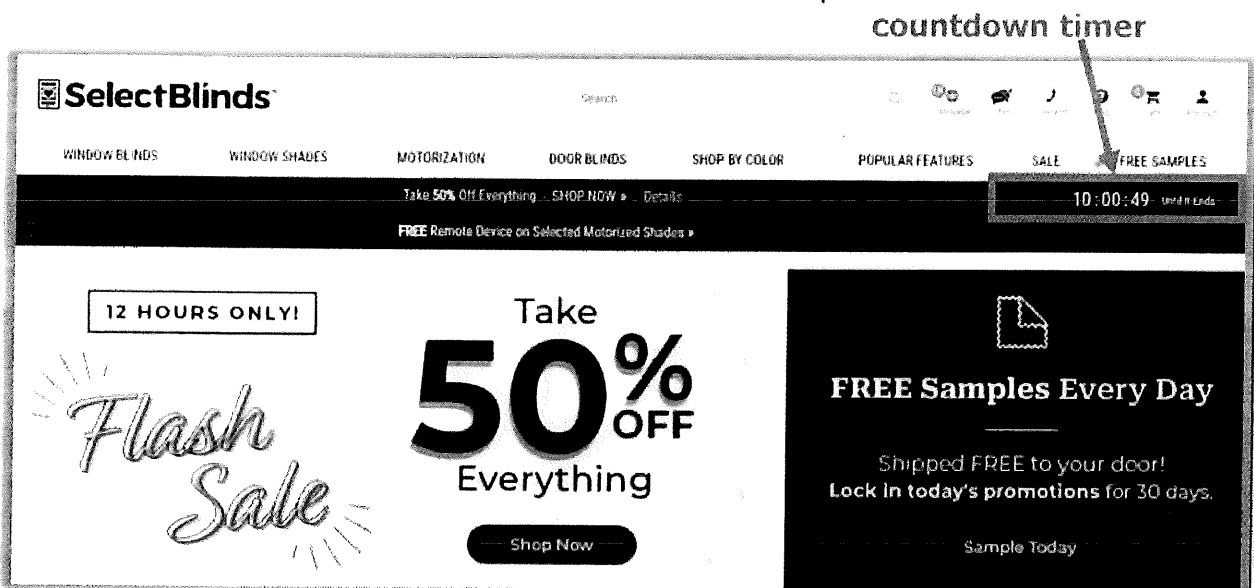 countdown timer
SelectBlinds
Search
WINDOW BLINDS WINDOW SHADES MOTORIZATION DOOR BLINDS SHOP BY COLOR POPULAR FEATURES SALE FREE SAMPLES
Take 50% Off Everything - SHOP NOW » Details
10:00:49 Until It Ends
FREE Remote Device on Selected Motorized Shades »
12 HOURS ONLY!
Flash
Sale
Take
50%
OFF
Everything
Shop Now
FREE Samples Every Day
Shipped FREE to your door!
Lock in today's promotions for 30 days.
Sample Today